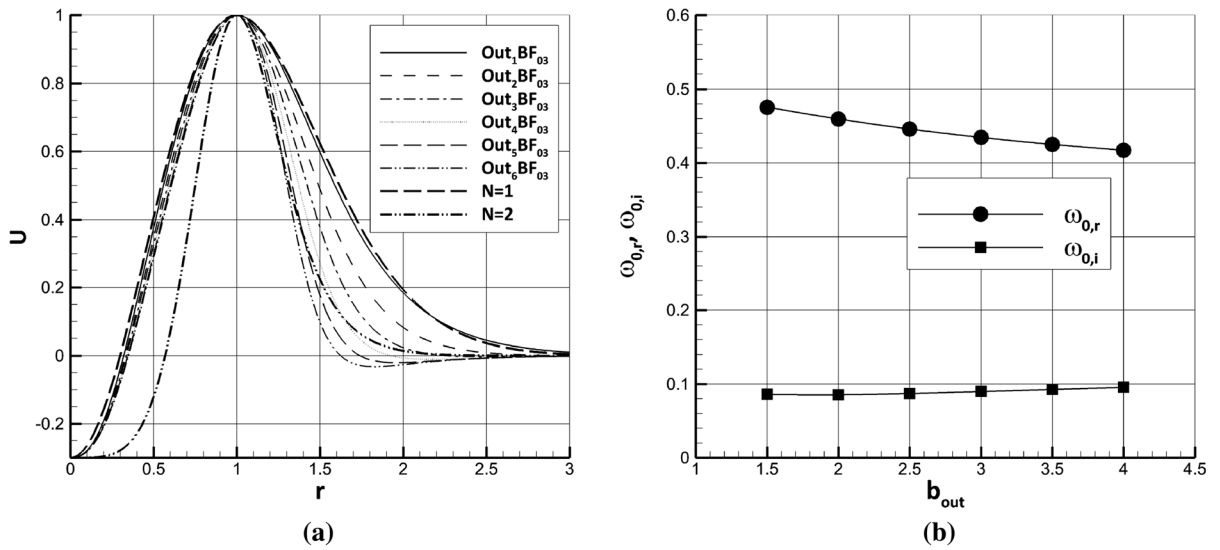 U
1
0.8
0.6
0.4
0.2
0
-0.2
0
0.5
1
1.5
2
2.5
3
r
Out₁BF₀₃
Out₂BF₀₃
Out₃BF₀₃
Out₄BF₀₃
Out₅BF₀₃
Out₆BF₀₃
N=1
N=2
(a)
ω₀,ᵣ, ω₀,ᵢ
0.6
0.5
0.4
0.3
0.2
0.1
0
1
1.5
2
2.5
3
3.5
4
4.5
b_out
ω₀,ᵣ
ω₀,ᵢ
(b)